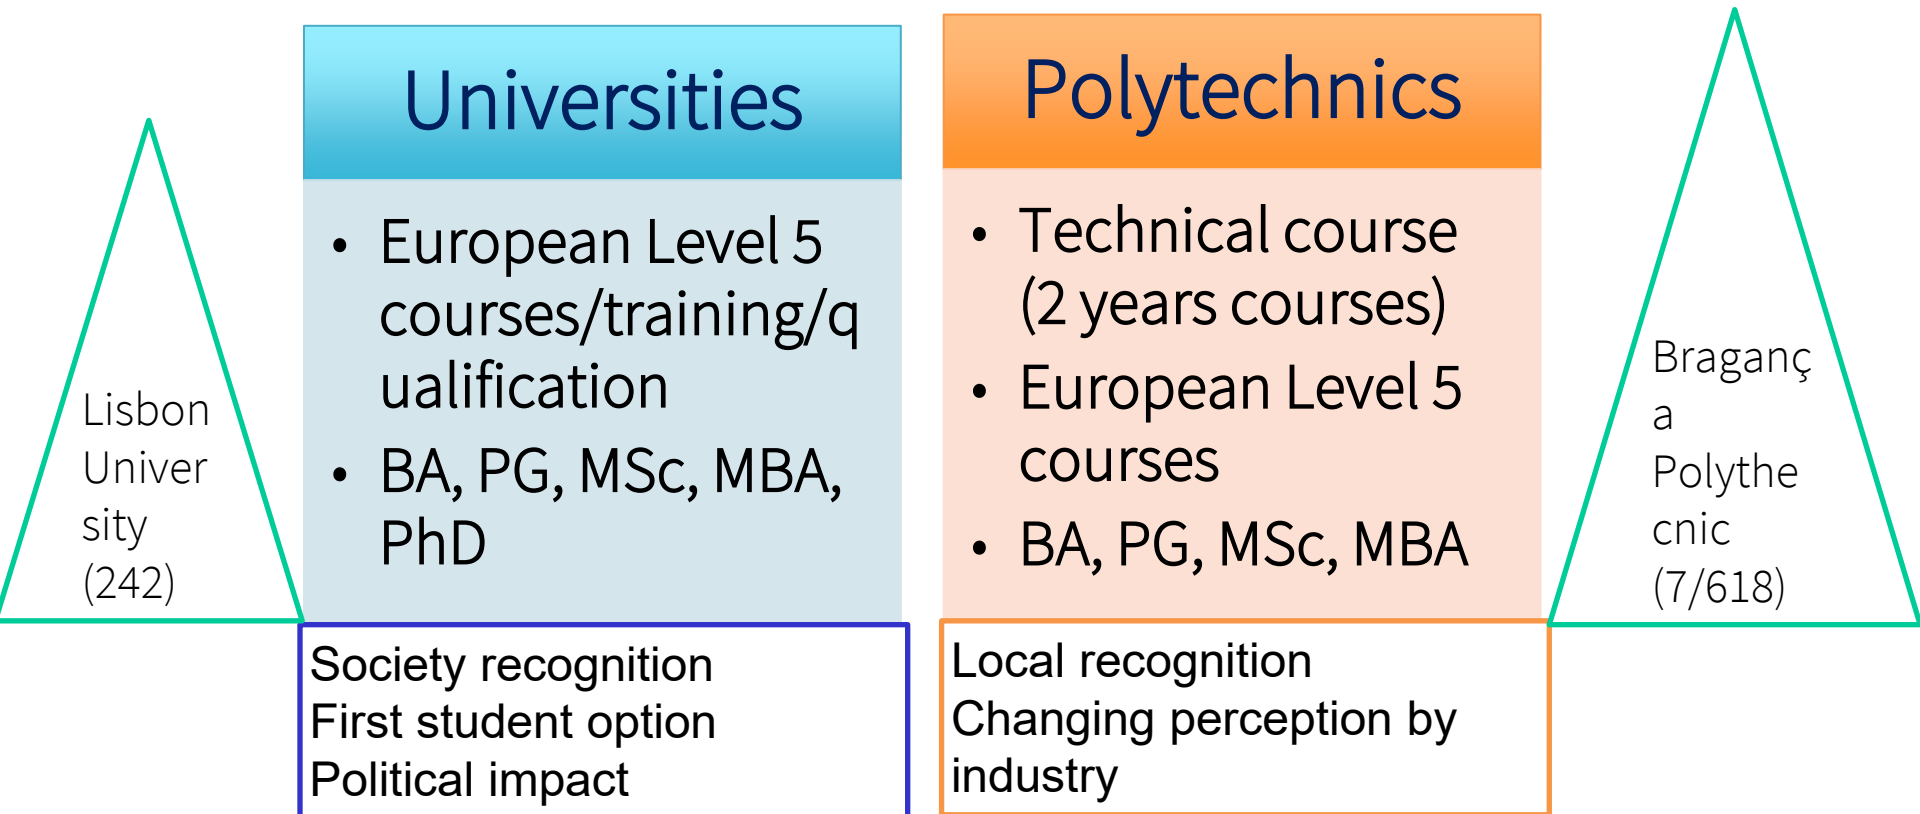 Universities
• European Level 5
courses/training/q
ualification
• BA, PG, MSc, MBA,
PhD
Lisbon
Univer
sity
(242)
Society recognition
First student option
Political impact
Polytechnics
• Technical course
(2 years courses)
• European Level 5
courses
• BA, PG, MSc, MBA
Braganç
a
Polythe
cnic
(7/618)
Local recognition
Changing perception by
industry